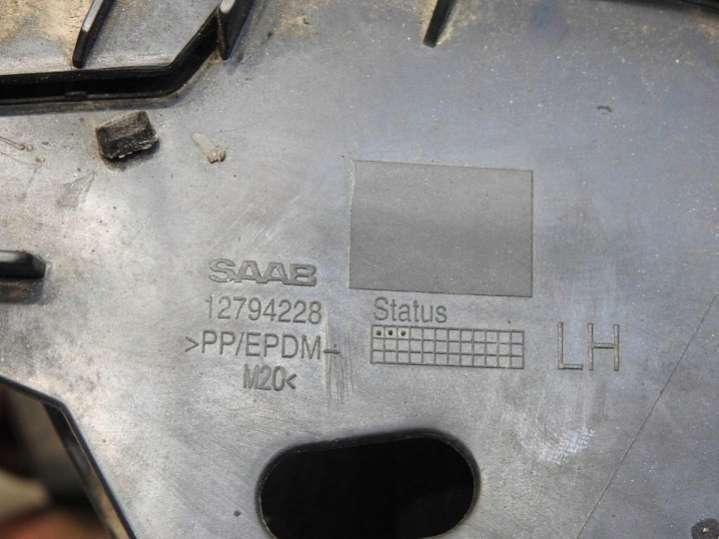 SAAB
12794228
>PP/EPDM-
M20<
Status
LH